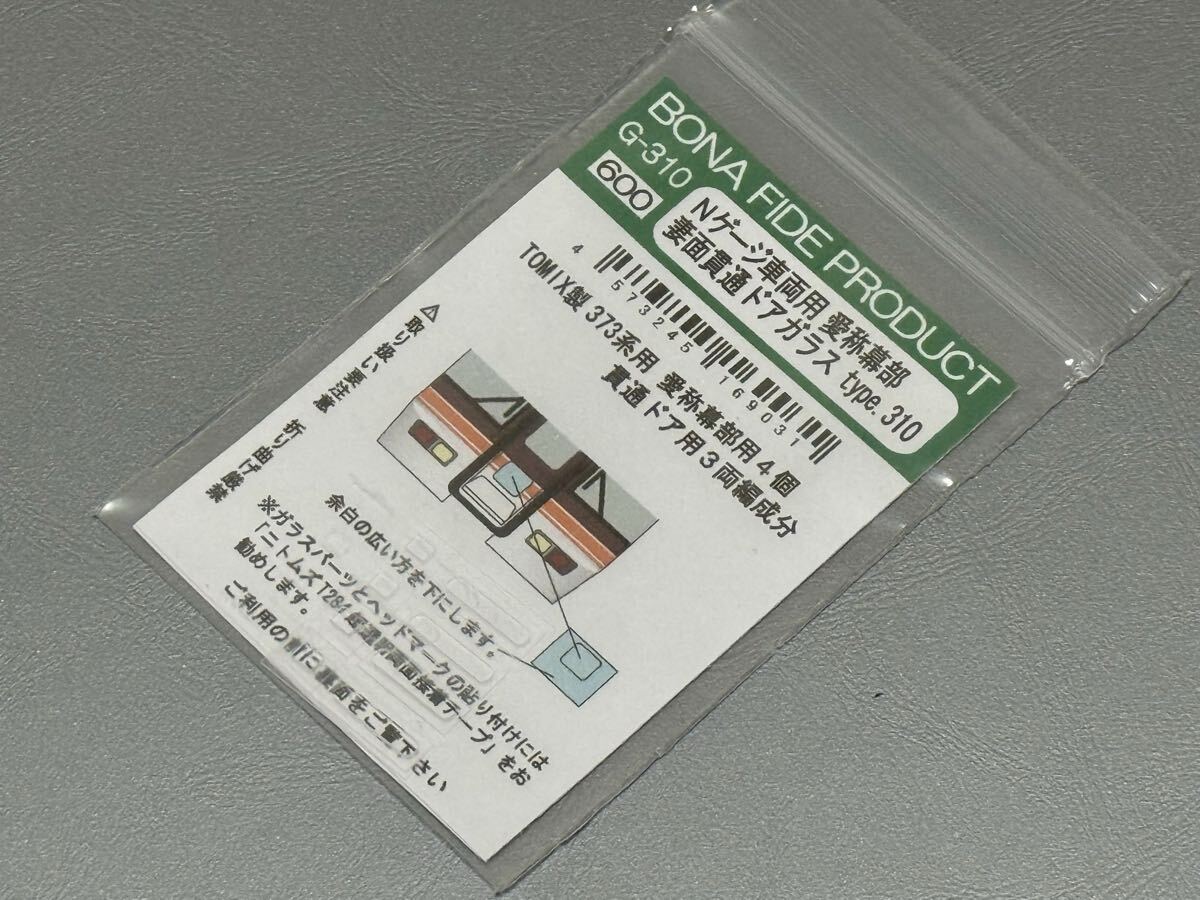 BONA FIDE PRODUCT
G-310
600
Nゲージ車両用 愛称幕部
妻面貫通ドアガラス type.310
4 573245 169031
TOMIX製 373系用 愛称幕部用4個
貫通ドア用3両編成分
⚠取り扱い要注意 折り曲げ厳禁
余白の広い方を下にします。
※ガラスパーツとヘッドマークの貼り付けには
「ニトムズT284 超透明両面接着テープ」をお
勧めします。
ご利用の前に裏面をご覧下さい